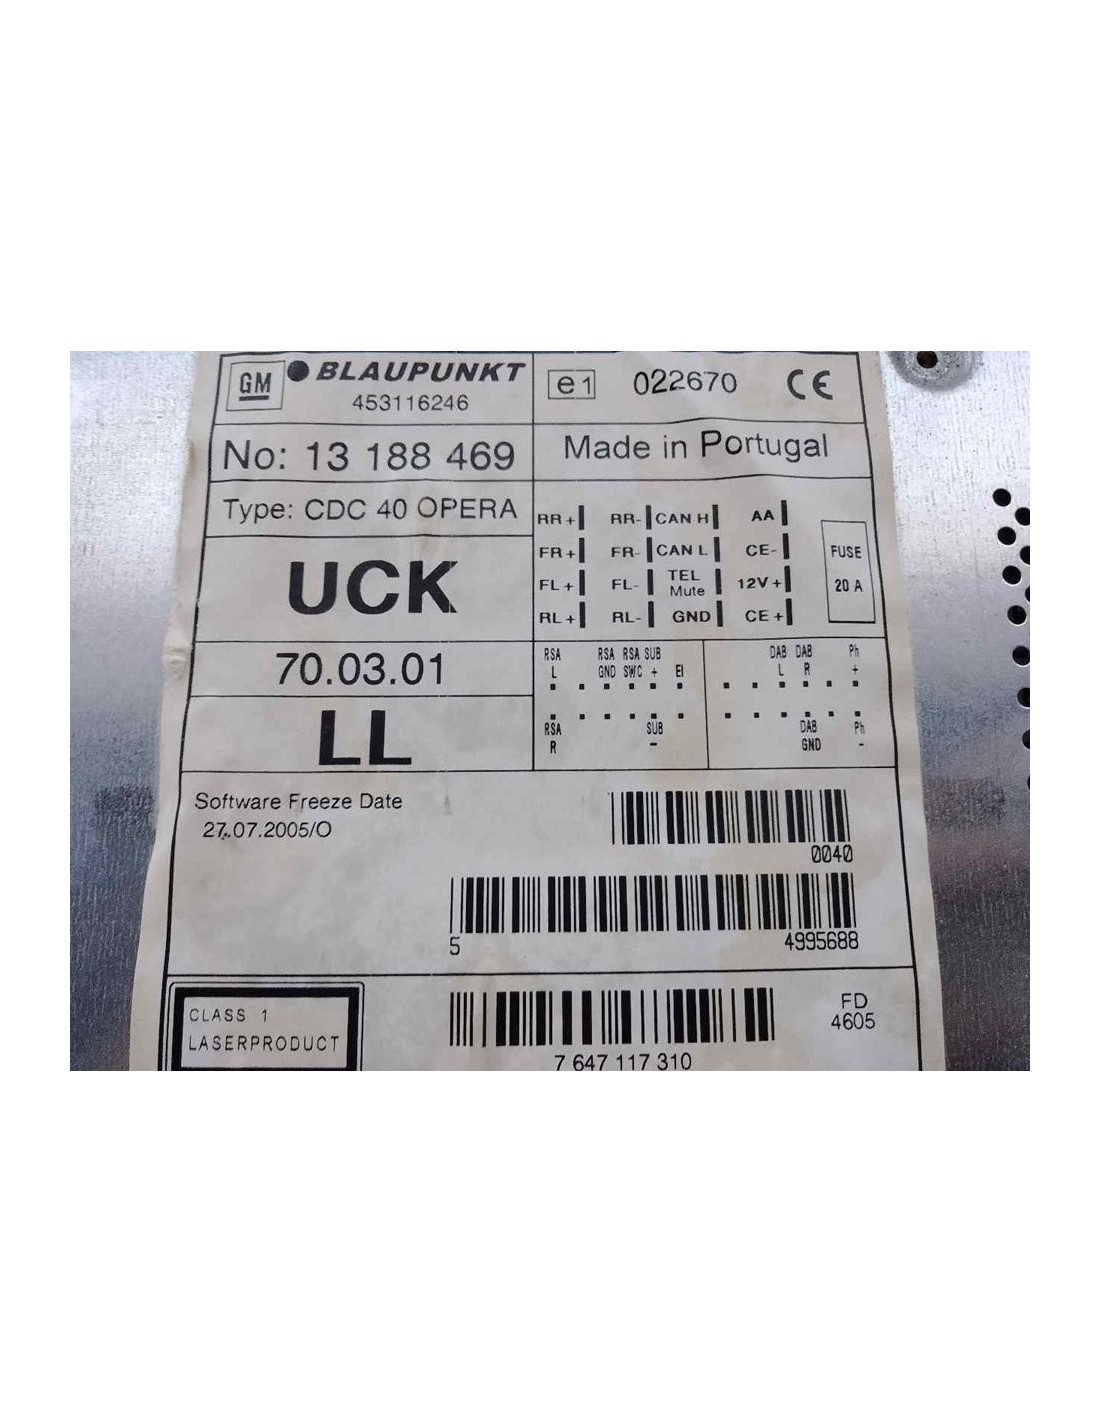 GM
BLAUPUNKT
453116246
e1 022670 CE
No: 13 188 469
Made in Portugal
Type: CDC 40 OPERA
RR+ RR- CAN H AA
FR+ FR- CAN L CE-
FL+ FL- TEL Mute 12V+
RL+ RL- GND CE+
FUSE
20 A
UCK
70.03.01
LL
RSA L RSA GND RSA SWC SUB + EI DAB L DAB R Ph +
RSA R SUB - DAB GND Ph -
Software Freeze Date
27.07.2005/O
0040
5 4995688
CLASS 1
LASERPRODUCT
7 647 117 310
FD
4605